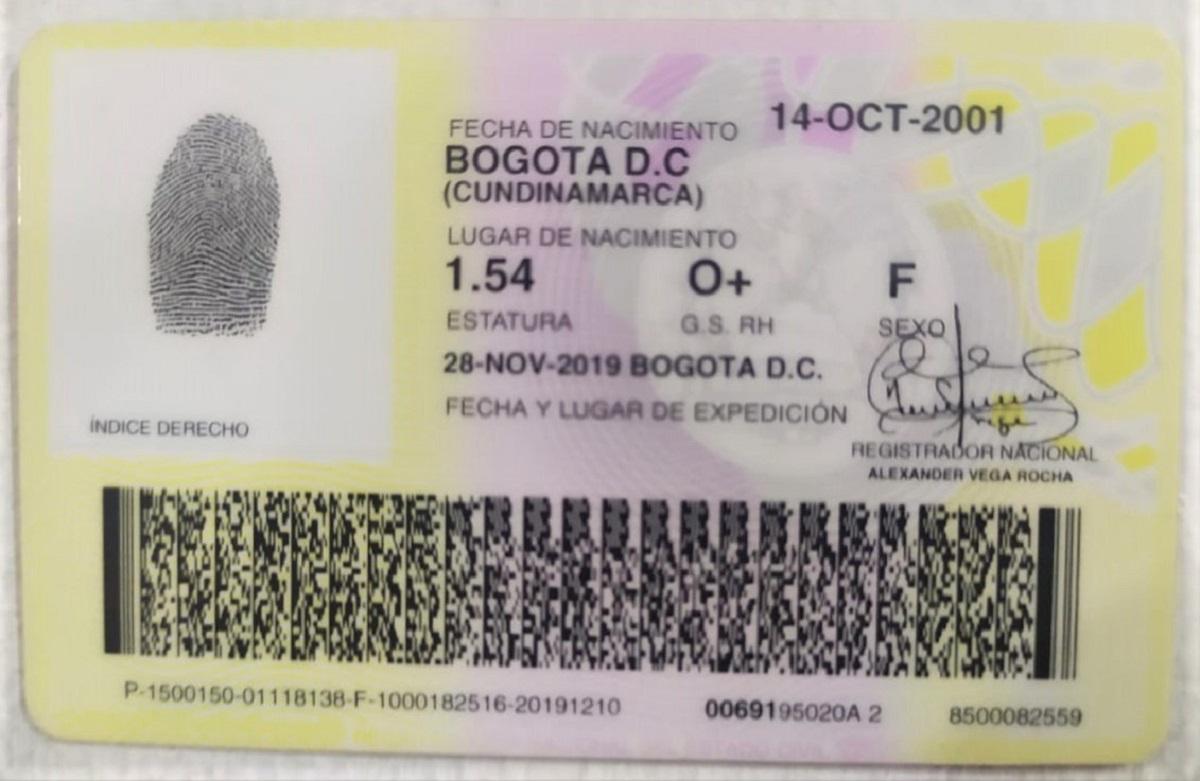 FECHA DE NACIMIENTO 14-OCT-2001
BOGOTA D.C
(CUNDINAMARCA)
LUGAR DE NACIMIENTO
1.54 O+ F
ESTATURA G.S. RH SEXO
28-NOV-2019 BOGOTA D.C.
FECHA Y LUGAR DE EXPEDICIÓN
ÍNDICE DERECHO
REGISTRADOR NACIONAL
ALEXANDER VEGA ROCHA
P-1500150-01118138-F-1000182516-20191210 0069195020A 2 8500082559